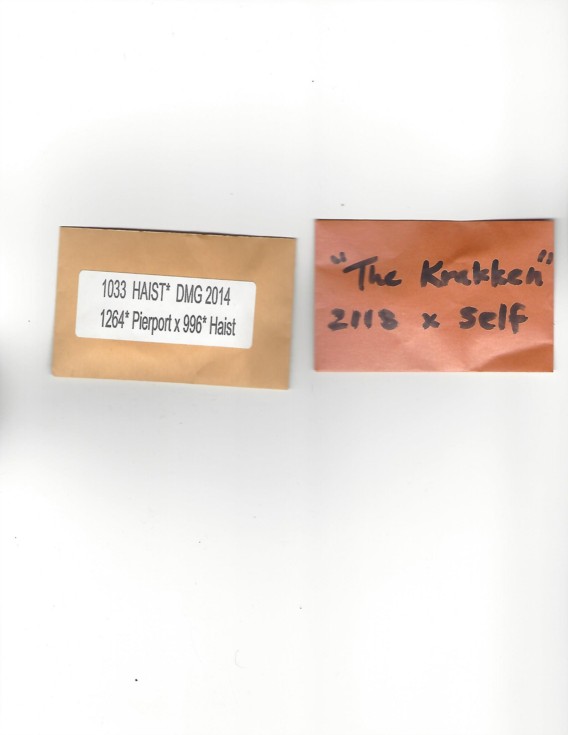 1033 HAIST* DMG 2014
1264* Pierport x 996* Haist
"The Krakken"
2118 x self